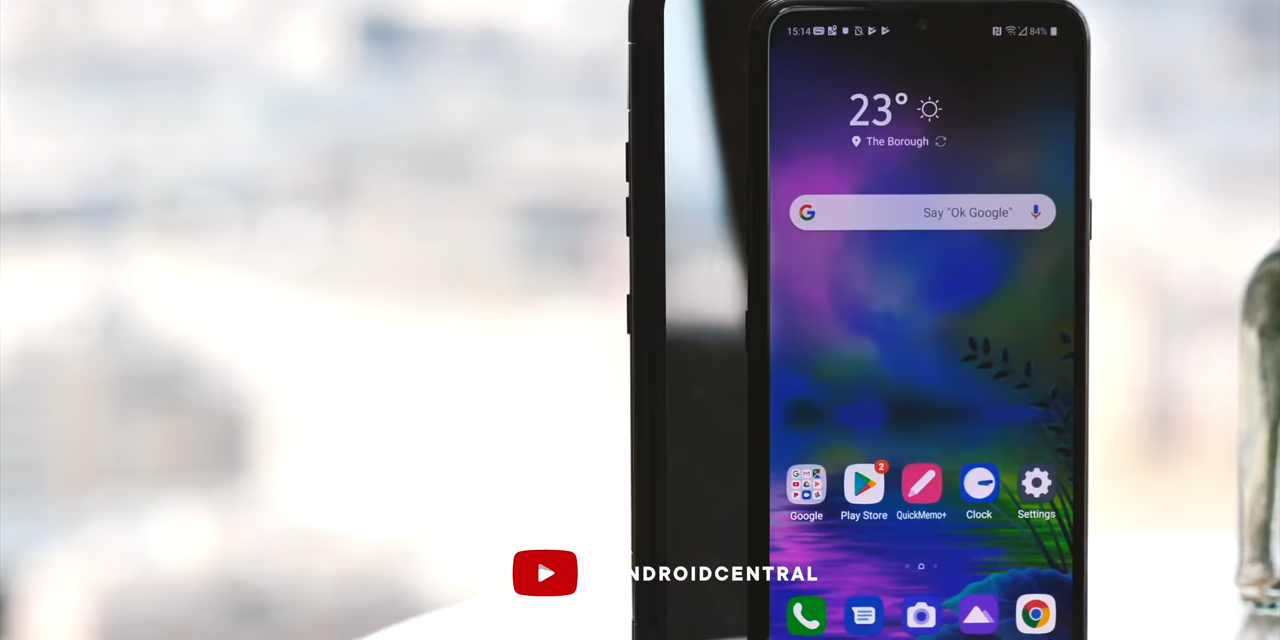 15:14
84%
23°
The Borough
Say "Ok Google"
2
Google
Play Store
QuickMemo+
Clock
Settings
NDROIDCENTRAL